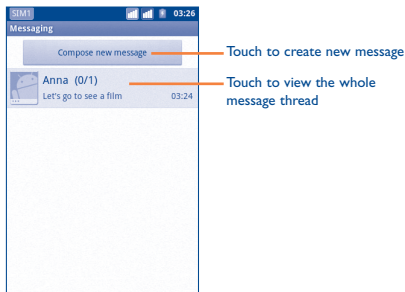 SIM1 03:26
Messaging
Compose new message
Anna (0/1)
Let's go to see a film 03:24
Touch to create new message
Touch to view the whole
message thread